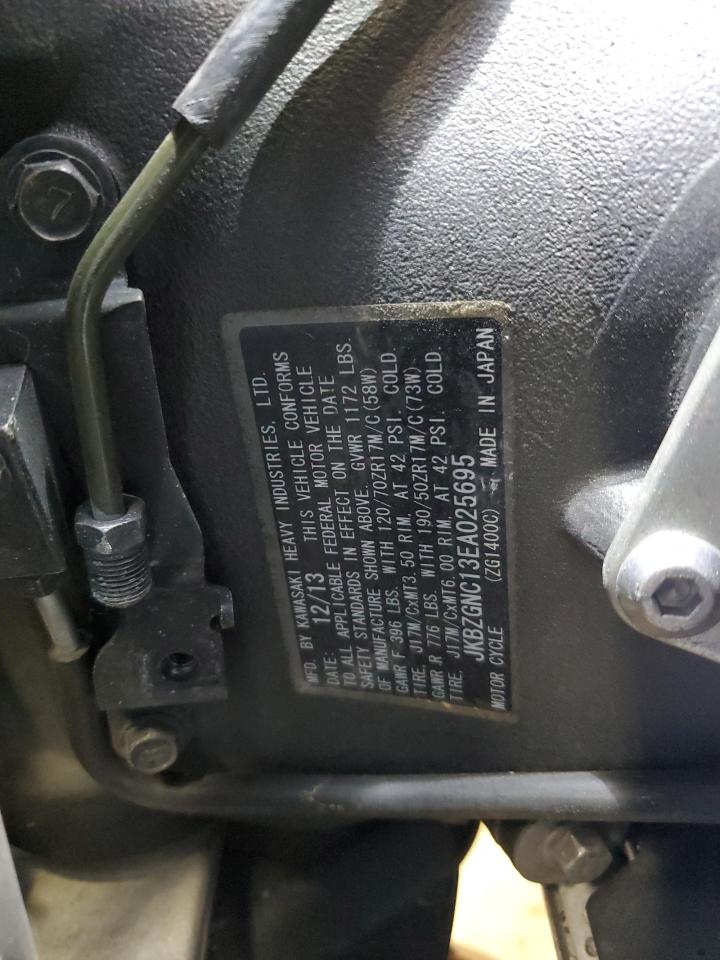 MFD. BY KAWASAKI HEAVY INDUSTRIES, LTD.
DATE: 12/13 THIS VEHICLE CONFORMS
TO ALL APPLICABLE FEDERAL MOTOR VEHICLE
SAFETY STANDARDS IN EFFECT ON THE DATE
OF MANUFACTURE SHOWN ABOVE. GVWR 1172 LBS.
GAWR F 396 LBS. WITH 120/70ZR17M/C(58W)
TIRE, J17M/CxMT3.50 RIM. AT 42 PSI. COLD.
GAWR R 776 LBS. WITH 190/50ZR17M/C(73W)
TIRE, J17M/CxMT6.00 RIM. AT 42 PSI. COLD.
JKBZGNC13EA025695
MOTOR CYCLE (ZG1400C) MADE IN JAPAN
7